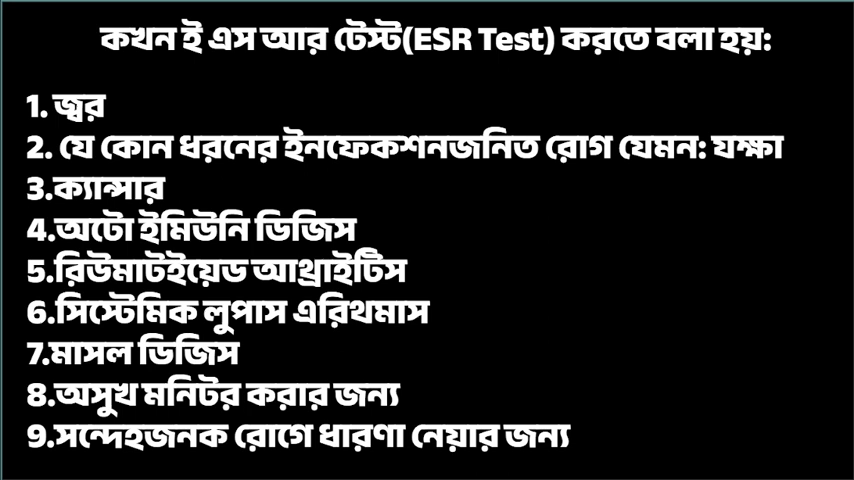 কখন ই এস আর টেস্ট(ESR Test) করতে বলা হয়:
1. জ্বর
2. যে কোন ধরনের ইনফেকশনজনিত রোগ যেমন: যক্ষা
3.ক্যান্সার
4.অটো ইমিউনি ডিজিস
5.রিউমাটইয়েড আথ্রাইটিস
6.সিস্টেমিক লুপাস এরিথমাস
7.মাসল ডিজিস
8.অসুখ মনিটর করার জন্য
9.সন্দেহজনক রোগে ধারণা নেয়ার জন্য